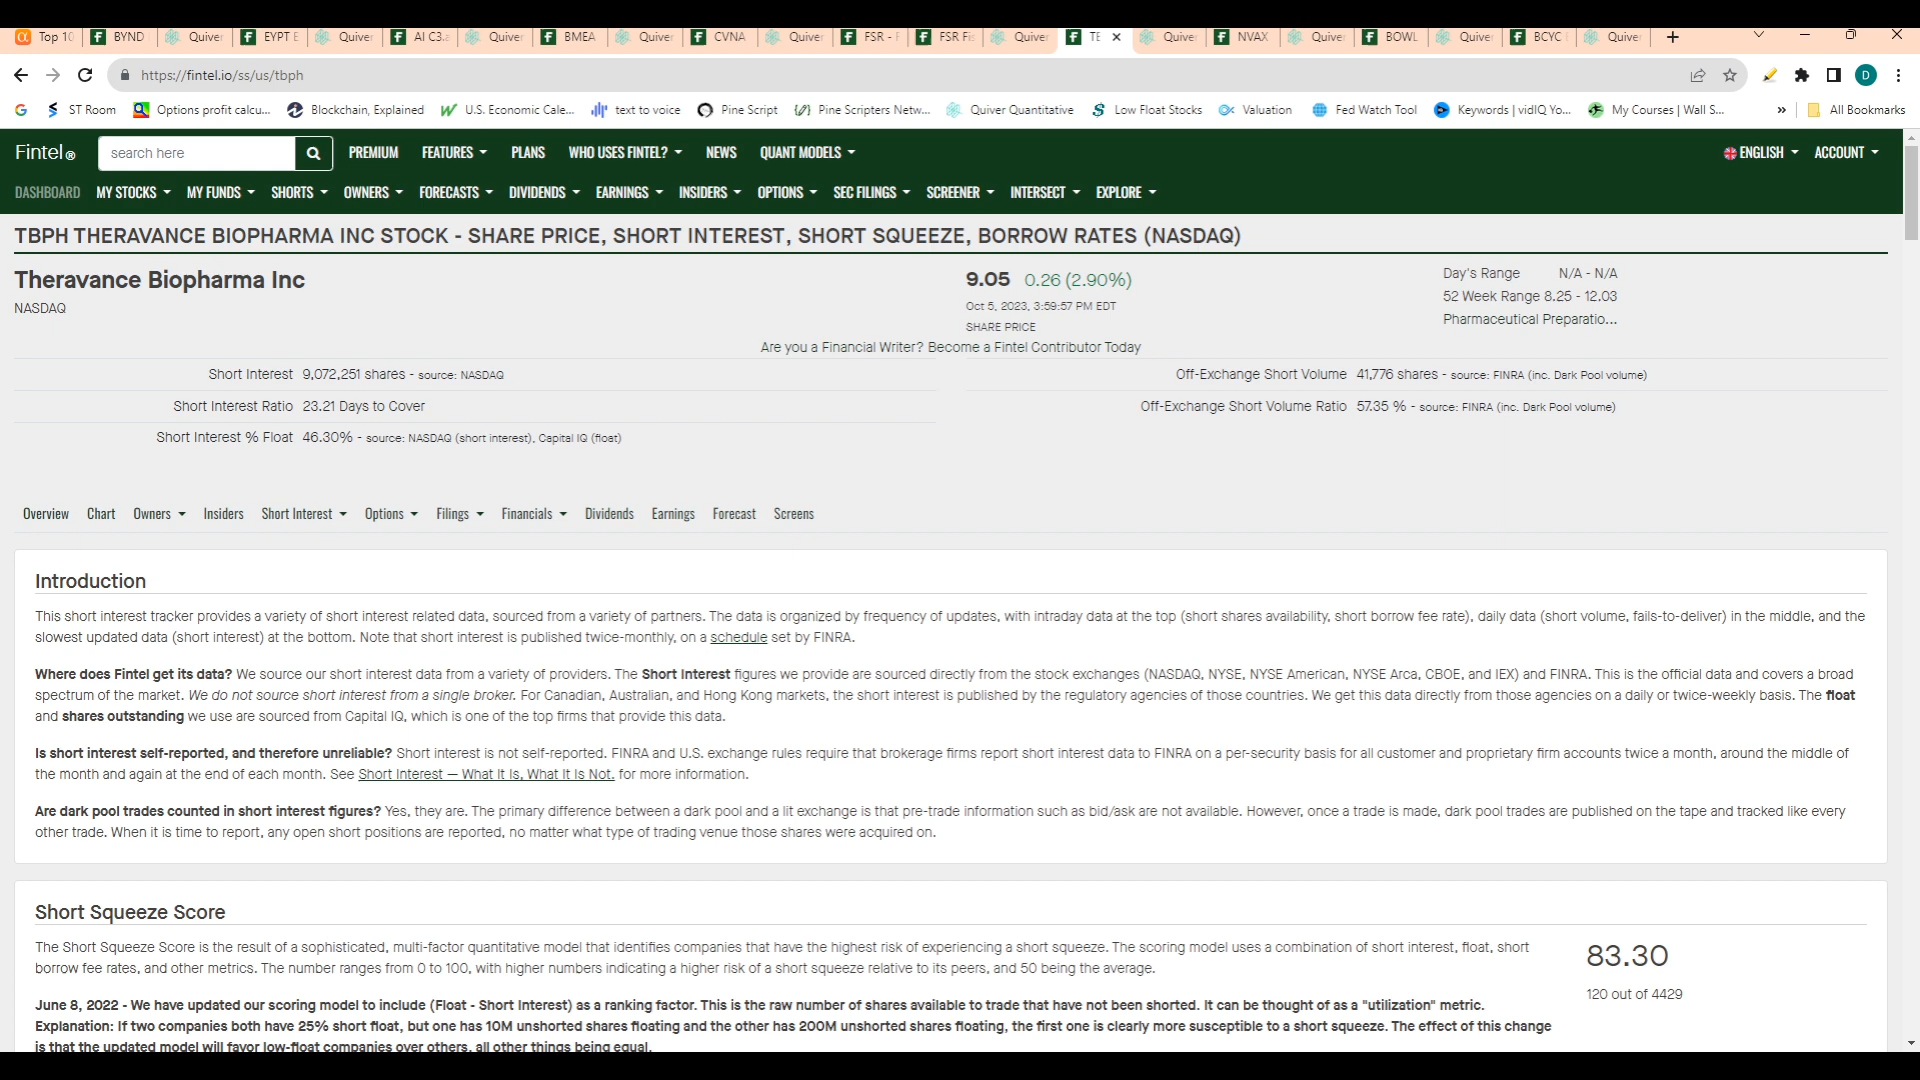 Top 10 BYND Quiver EYPT E Quiver AI C3.a Quiver BMEA Quiver CVNA Quiver FSR - F FSR Fis Quiver TE Quiver NVAX Quiver BOWL Quiver BCYC Quiver
https://fintel.io/ss/us/tbph
ST Room Options profit calcu... Blockchain, Explained U.S. Economic Cale... text to voice Pine Script Pine Scripters Netw... Quiver Quantitative Low Float Stocks Valuation Fed Watch Tool Keywords | vidIQ Yo... My Courses | Wall S... » All Bookmarks
Fintel® search here PREMIUM FEATURES PLANS WHO USES FINTEL? NEWS QUANT MODELS ENGLISH ACCOUNT
DASHBOARD MY STOCKS MY FUNDS SHORTS OWNERS FORECASTS DIVIDENDS EARNINGS INSIDERS OPTIONS SEC FILINGS SCREENER INTERSECT EXPLORE
TBPH THERAVANCE BIOPHARMA INC STOCK - SHARE PRICE, SHORT INTEREST, SHORT SQUEEZE, BORROW RATES (NASDAQ)
Theravance Biopharma Inc
NASDAQ
9.05 0.26 (2.90%)
Oct 5, 2023, 3:59:57 PM EDT
SHARE PRICE
Day's Range N/A - N/A
52 Week Range 8.25 - 12.03
Pharmaceutical Preparatio...
Are you a Financial Writer? Become a Fintel Contributor Today
Short Interest 9,072,251 shares - source: NASDAQ
Short Interest Ratio 23.21 Days to Cover
Short Interest % Float 46.30% - source: NASDAQ (short interest), Capital IQ (float)
Off-Exchange Short Volume 41,776 shares - source: FINRA (inc. Dark Pool volume)
Off-Exchange Short Volume Ratio 57.35 % - source: FINRA (inc. Dark Pool volume)
Overview Chart Owners Insiders Short Interest Options Filings Financials Dividends Earnings Forecast Screens
Introduction
This short interest tracker provides a variety of short interest related data, sourced from a variety of partners. The data is organized by frequency of updates, with intraday data at the top (short shares availability, short borrow fee rate), daily data (short volume, fails-to-deliver) in the middle, and the
slowest updated data (short interest) at the bottom. Note that short interest is published twice-monthly, on a schedule set by FINRA.
Where does Fintel get its data? We source our short interest data from a variety of providers. The Short Interest figures we provide are sourced directly from the stock exchanges (NASDAQ, NYSE, NYSE American, NYSE Arca, CBOE, and IEX) and FINRA. This is the official data and covers a broad
spectrum of the market. We do not source short interest from a single broker. For Canadian, Australian, and Hong Kong markets, the short interest is published by the regulatory agencies of those countries. We get this data directly from those agencies on a daily or twice-weekly basis. The float
and shares outstanding we use are sourced from Capital IQ, which is one of the top firms that provide this data.
Is short interest self-reported, and therefore unreliable? Short interest is not self-reported. FINRA and U.S. exchange rules require that brokerage firms report short interest data to FINRA on a per-security basis for all customer and proprietary firm accounts twice a month, around the middle of
the month and again at the end of each month. See Short Interest — What It Is, What It Is Not. for more information.
Are dark pool trades counted in short interest figures? Yes, they are. The primary difference between a dark pool and a lit exchange is that pre-trade information such as bid/ask are not available. However, once a trade is made, dark pool trades are published on the tape and tracked like every
other trade. When it is time to report, any open short positions are reported, no matter what type of trading venue those shares were acquired on.
Short Squeeze Score
The Short Squeeze Score is the result of a sophisticated, multi-factor quantitative model that identifies companies that have the highest risk of experiencing a short squeeze. The scoring model uses a combination of short interest, float, short
borrow fee rates, and other metrics. The number ranges from 0 to 100, with higher numbers indicating a higher risk of a short squeeze relative to its peers, and 50 being the average.
83.30
120 out of 4429
June 8, 2022 - We have updated our scoring model to include (Float - Short Interest) as a ranking factor. This is the raw number of shares available to trade that have not been shorted. It can be thought of as a "utilization" metric.
Explanation: If two companies both have 25% short float, but one has 10M unshorted shares floating and the other has 200M unshorted shares floating, the first one is clearly more susceptible to a short squeeze. The effect of this change
is that the updated model will favor low-float companies over others, all other things being equal.